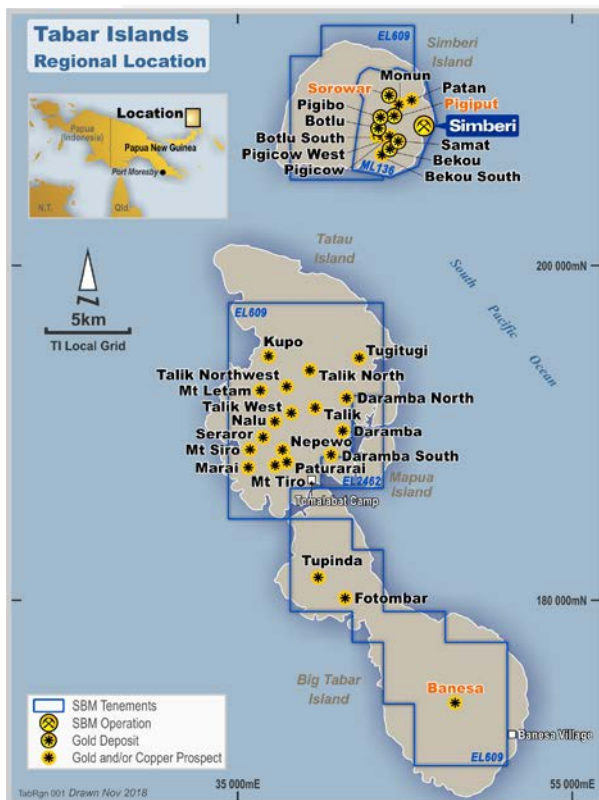 Tabar Islands
Regional Location
EL609
Simberi
Island
Monun
Sorowar
Patan
Pigibo
Pigiput
Botlu
Simberi
Botlu South
Samat
Pigicow West
Bekou
Pigicow
ML136
Bekou South
Location
Papua
(Indonesia)
Papua New Guinea
Port Moresby
N.T.
Qld.
Tatau
Island
200 000mN
South Pacific Ocean
N
5km
TI Local Grid
EL609
Kupo
Tugitugi
Talik Northwest
Talik North
Mt Letam
Daramba North
Talik West
Talik
Nalu
Seraror
Daramba
Mt Siro
Nepewo
Daramba South
Marai
Paturarai
Mapua
Island
Mt Tiro
EL2462
Tomalabat Camp
Tupinda
Fotombar
180 000mN
Big Tabar
Island
Banesa
Banesa Village
EL609
SBM Tenements
SBM Operation
Gold Deposit
Gold and/or Copper Prospect
TabRgn 001 Drawn Nov 2018
35 000mE
55 000mE